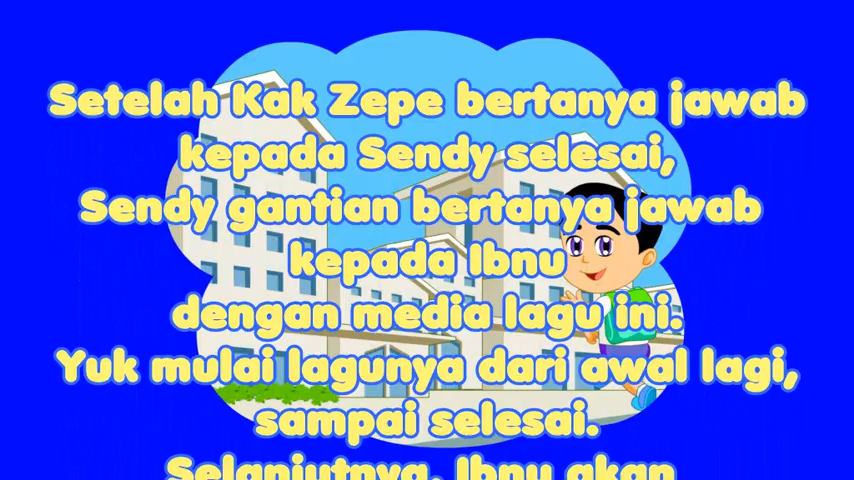 Setelah Kak Zepe bertanya jawab
kepada Sendy selesai,
Sendy gantian bertanya jawab
kepada Ibnu
dengan media lagu ini.
Yuk mulai lagunya dari awal lagi,
sampai selesai.
Selanjutnya, Ibnu akan